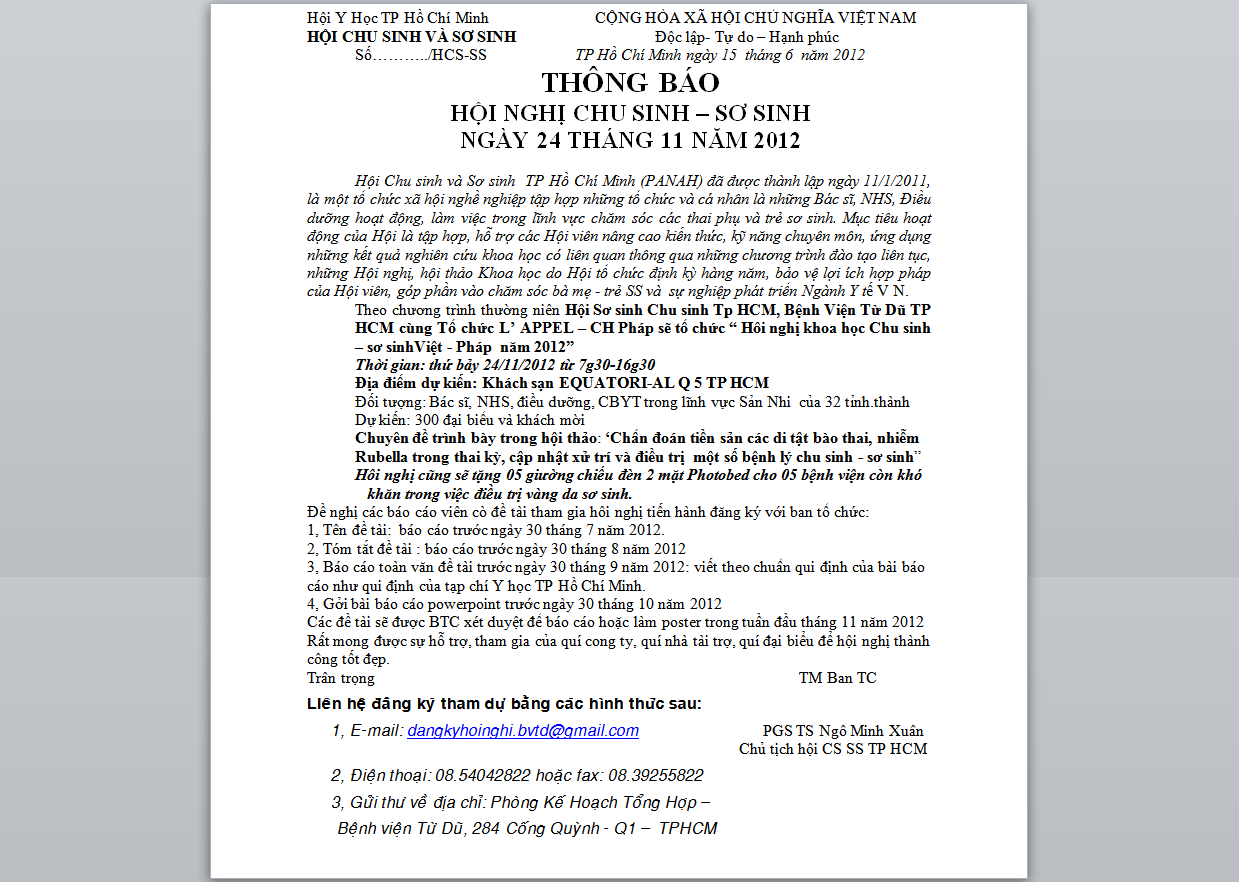 Hội Y Học TP Hồ Chí Minh CỘNG HÒA XÃ HỘI CHỦ NGHĨA VIỆT NAM
HỘI CHU SINH VÀ SƠ SINH Độc lập- Tự do – Hạnh phúc
Số………../HCS-SS TP Hồ Chí Minh ngày 15 tháng 6 năm 2012
THÔNG BÁO
HỘI NGHỊ CHU SINH – SƠ SINH
NGÀY 24 THÁNG 11 NĂM 2012
Hội Chu sinh và Sơ sinh TP Hồ Chí Minh (PANAH) đã được thành lập ngày 11/1/2011,
là một tổ chức xã hội nghề nghiệp tập hợp những tổ chức và cá nhân là những Bác sĩ, NHS, Điều
dưỡng hoạt động, làm việc trong lĩnh vực chăm sóc các thai phụ và trẻ sơ sinh. Mục tiêu hoạt
động của Hội là tập hợp, hỗ trợ các Hội viên nâng cao kiến thức, kỹ năng chuyên môn, ứng dụng
những kết quả nghiên cứu khoa học có liên quan thông qua những chương trình đào tạo liên tục,
những Hội nghị, hội thảo Khoa học do Hội tổ chức định kỳ hàng năm, bảo vệ lợi ích hợp pháp
của Hội viên, góp phần vào chăm sóc bà mẹ - trẻ SS và sự nghiệp phát triển Ngành Y tế V N.
Theo chương trình thường niên Hội Sơ sinh Chu sinh Tp HCM, Bệnh Viện Từ Dũ TP
HCM cùng Tổ chức L’ APPEL – CH Pháp sẽ tổ chức “ Hôi nghị khoa học Chu sinh
– sơ sinhViệt - Pháp năm 2012”
Thời gian: thứ bảy 24/11/2012 từ 7g30-16g30
Địa điểm dự kiến: Khách sạn EQUATORI-AL Q 5 TP HCM
Đối tượng: Bác sĩ, NHS, điều dưỡng, CBYT trong lĩnh vực Sản Nhi của 32 tỉnh.thành
Dự kiến: 300 đại biểu và khách mời
Chuyên đề trình bày trong hội thảo: ‘Chẩn đoán tiền sản các dị tật bào thai, nhiễm
Rubella trong thai kỳ, cập nhật xử trí và điều trị một số bệnh lý chu sinh - sơ sinh”
Hôi nghị cũng sẽ tặng 05 giường chiếu đèn 2 mặt Photobed cho 05 bệnh viện còn khó
khăn trong việc điều trị vàng da sơ sinh.
Đề nghị các báo cáo viên cò đề tài tham gia hôi nghị tiến hành đăng ký với ban tổ chức:
1, Tên đề tài: báo cáo trước ngày 30 tháng 7 năm 2012.
2, Tóm tắt đề tài : báo cáo trước ngày 30 tháng 8 năm 2012
3, Báo cáo toàn văn đề tài trước ngày 30 tháng 9 năm 2012: viết theo chuẩn qui định của bài báo
cáo như qui định của tạp chí Y học TP Hồ Chí Minh.
4, Gởi bài báo cáo powerpoint trước ngày 30 tháng 10 năm 2012
Các đề tài sẽ được BTC xét duyệt để báo cáo hoặc làm poster trong tuần đầu tháng 11 năm 2012
Rất mong được sự hỗ trợ, tham gia của quí cong ty, quí nhà tài trợ, quí đại biểu để hội nghị thành
công tốt đẹp.
Trân trọng TM Ban TC
Liên hệ đăng ký tham dự bằng các hình thức sau:
1, E-mail: dangkyhoinghi.bvtd@gmail.com PGS TS Ngô Minh Xuân
Chủ tịch hội CS SS TP HCM
2, Điện thoại: 08.54042822 hoặc fax: 08.39255822
3, Gửi thư về địa chỉ: Phòng Kế Hoạch Tổng Hợp –
Bệnh viện Từ Dũ, 284 Cống Quỳnh - Q1 – TPHCM